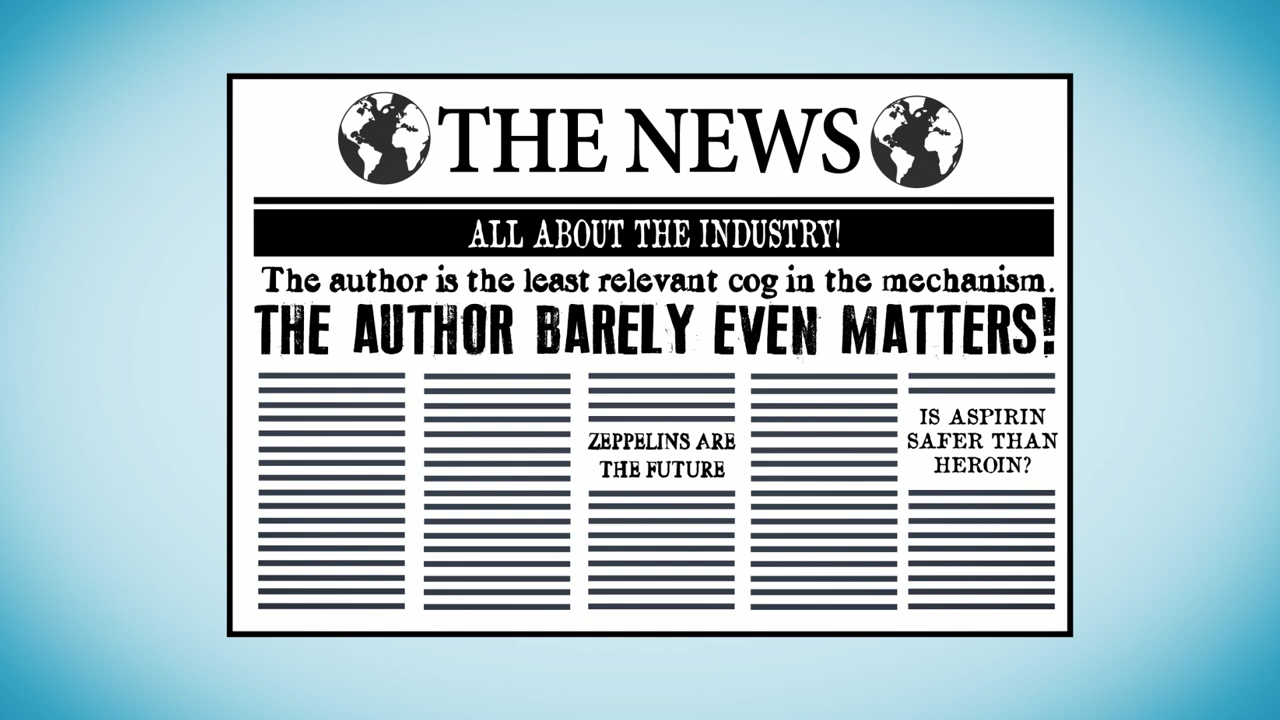 THE NEWS
ALL ABOUT THE INDUSTRY!
The author is the least relevant cog in the mechanism.
THE AUTHOR BARELY EVEN MATTERS!
ZEPPELINS ARE
THE FUTURE
IS ASPIRIN
SAFER THAN
HEROIN?